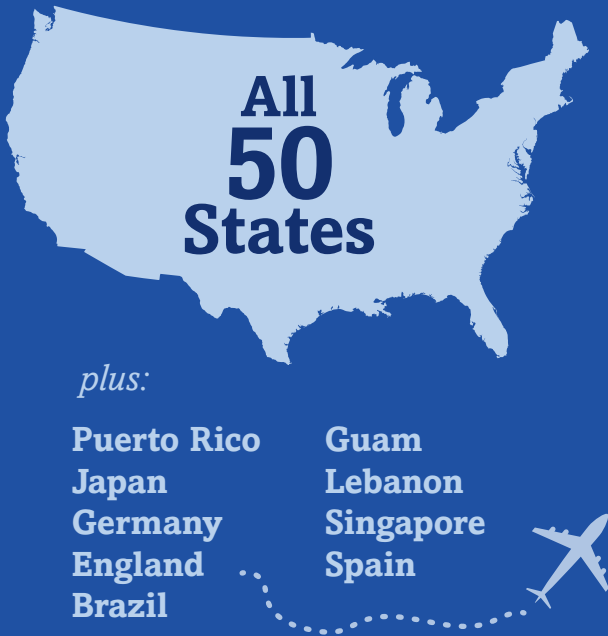 All
50
States
plus:
Puerto Rico
Japan
Germany
England
Brazil
Guam
Lebanon
Singapore
Spain